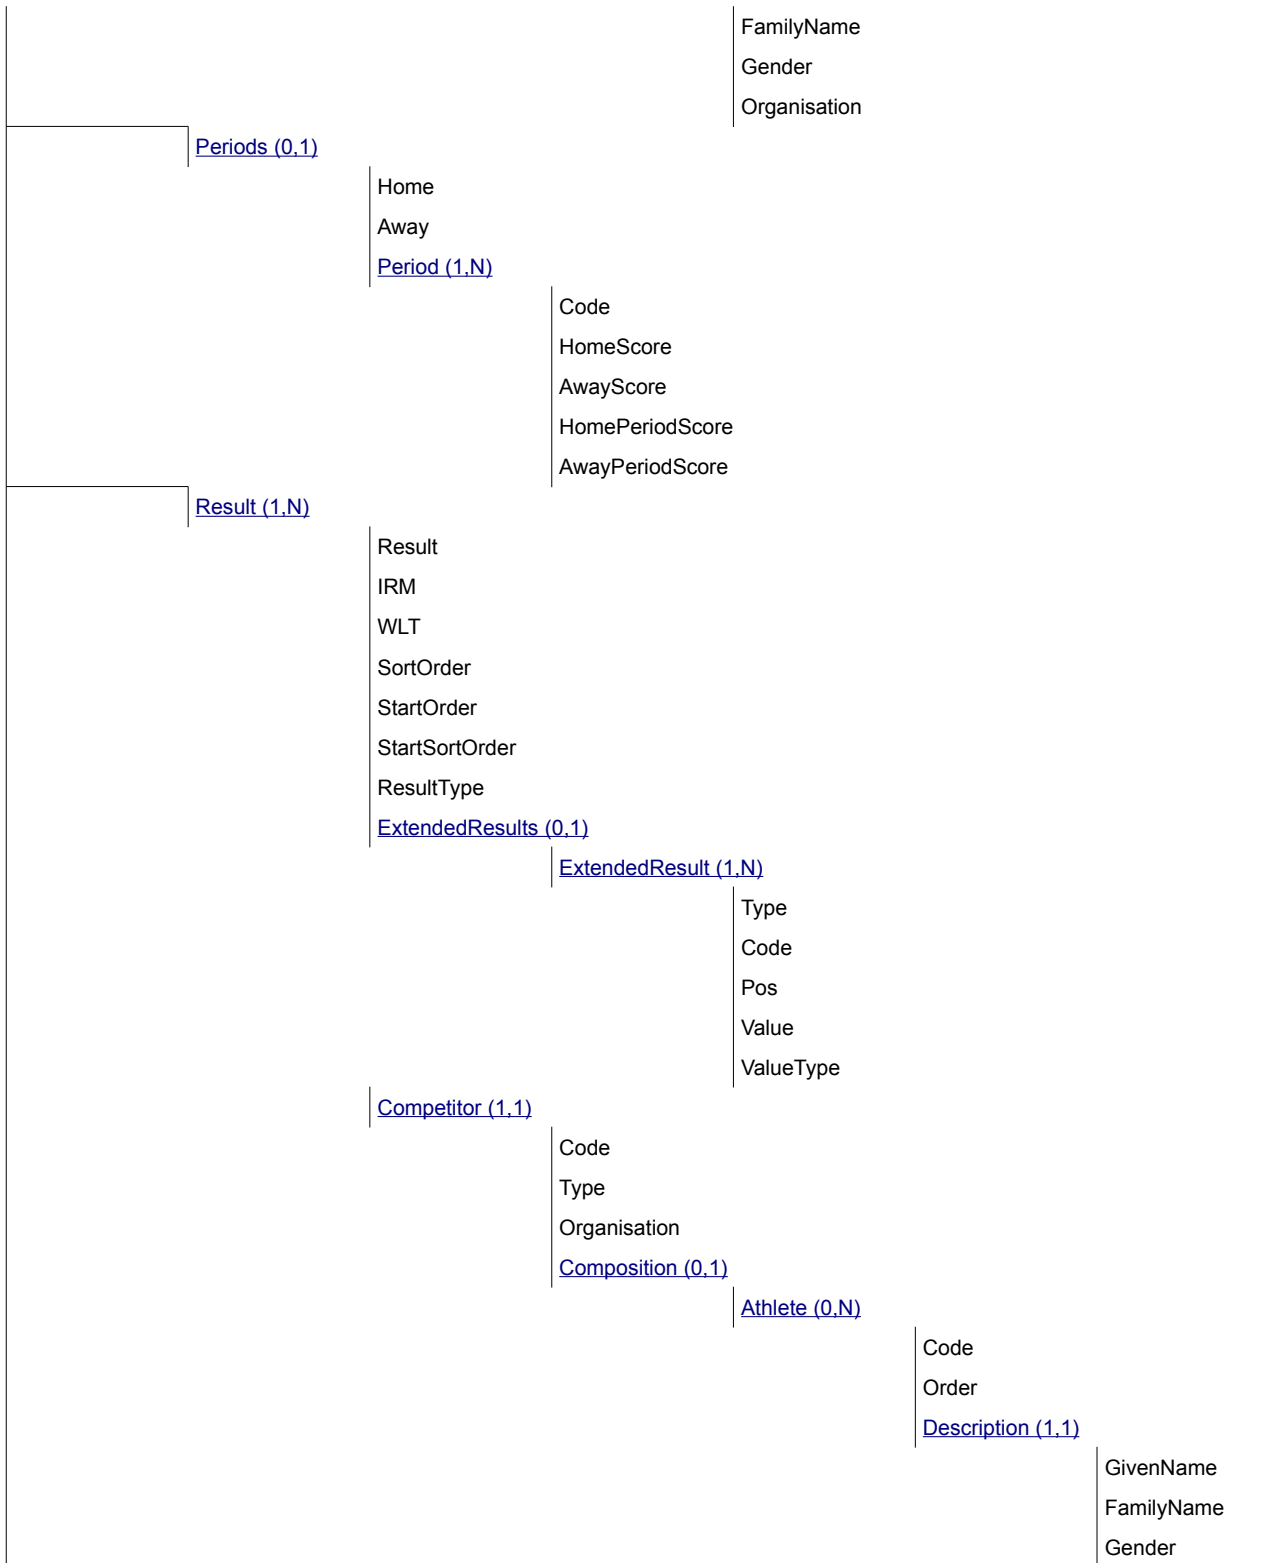 FamilyName
Gender
Organisation
Periods (0,1)
Home
Away
Period (1,N)
Code
HomeScore
AwayScore
HomePeriodScore
AwayPeriodScore
Result (1,N)
Result
IRM
WLT
SortOrder
StartOrder
StartSortOrder
ResultType
ExtendedResults (0,1)
ExtendedResult (1,N)
Type
Code
Pos
Value
ValueType
Competitor (1,1)
Code
Type
Organisation
Composition (0,1)
Athlete (0,N)
Code
Order
Description (1,1)
GivenName
FamilyName
Gender